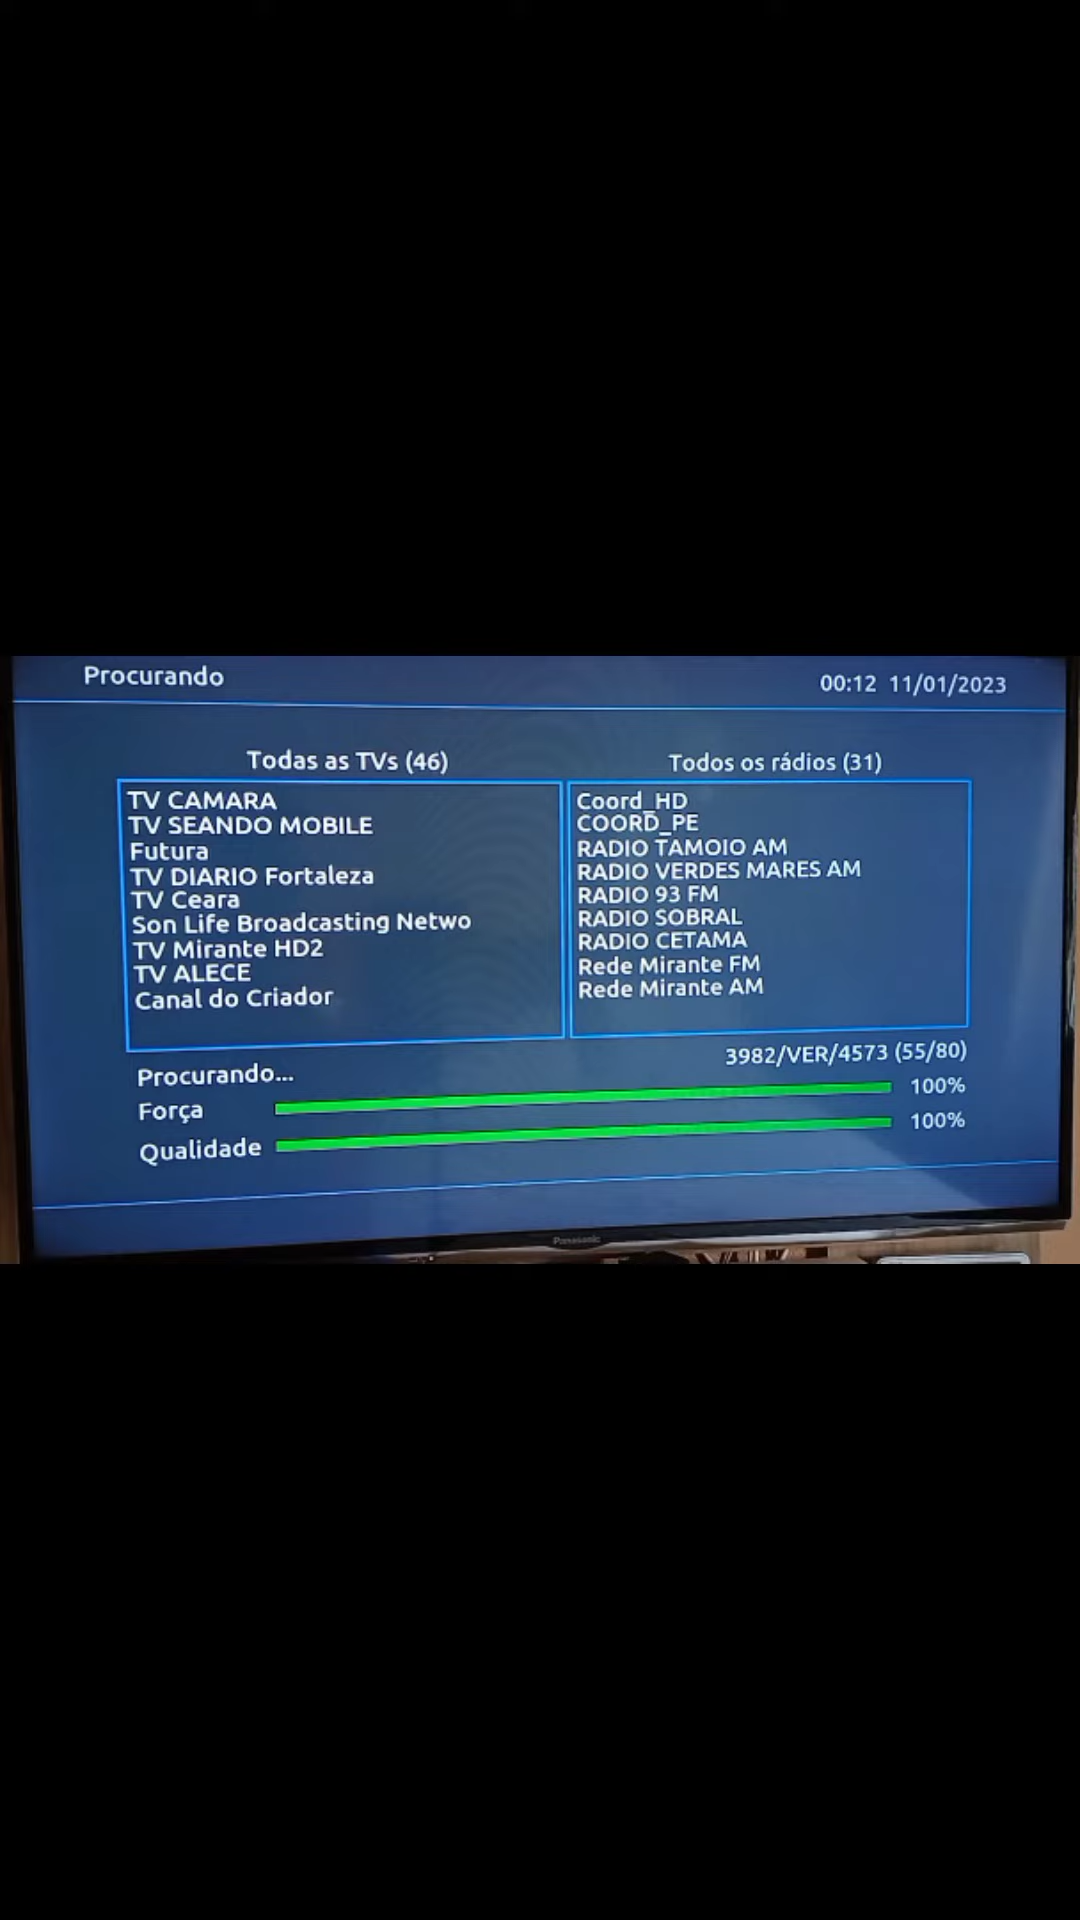 Procurando
00:12 11/01/2023
Todas as TVs (46)
Todos os rádios (31)
TV CAMARA
TV SEANDO MOBILE
Futura
TV DIARIO Fortaleza
TV Ceara
Son Life Broadcasting Netwo
TV Mirante HD2
TV ALECE
Canal do Criador
Coord_HD
COORD_PE
RADIO TAMOIO AM
RADIO VERDES MARES AM
RADIO 93 FM
RADIO SOBRAL
RADIO CETAMA
Rede Mirante FM
Rede Mirante AM
3982/VER/4573 (55/80)
Procurando...
Força
100%
Qualidade
100%
Panasonic